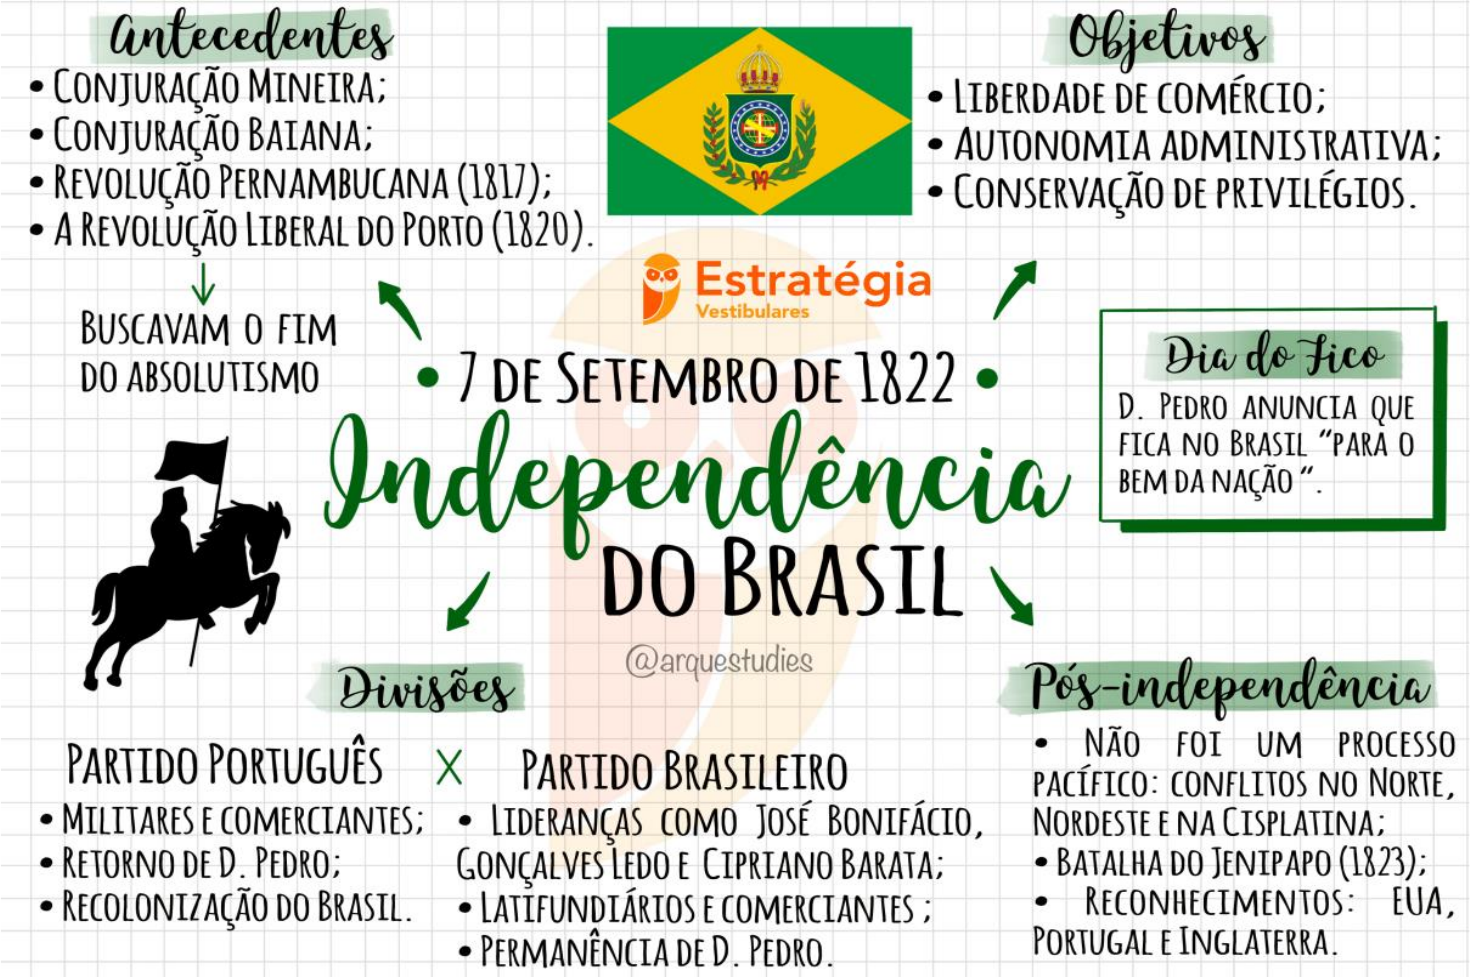 Antecedentes
• Conjuração Mineira;
• Conjuração Baiana;
• Revolução Pernambucana (1817);
• A Revolução Liberal do Porto (1820).
Buscavam o fim
do absolutismo
Objetivos
• Liberdade de comércio;
• Autonomia administrativa;
• Conservação de privilégios.
Estratégia
Vestibulares
• 7 de Setembro de 1822 •
Independência
do Brasil
@arquestudies
Dia do Fico
D. Pedro anuncia que
fica no Brasil “para o
bem da nação “.
Divisões
Partido Português
X
Partido Brasileiro
• Militares e comerciantes;
• Retorno de D. Pedro;
• Recolonização do Brasil.
• Lideranças como José Bonifácio,
Gonçalves Ledo e Cipriano Barata;
• Latifundiários e comerciantes ;
• Permanência de D. Pedro.
Pós-independência
• Não foi um processo
pacífico: conflitos no Norte,
Nordeste e na Cisplatina;
• Batalha do Jenipapo (1823);
• Reconhecimentos: EUA,
Portugal e Inglaterra.